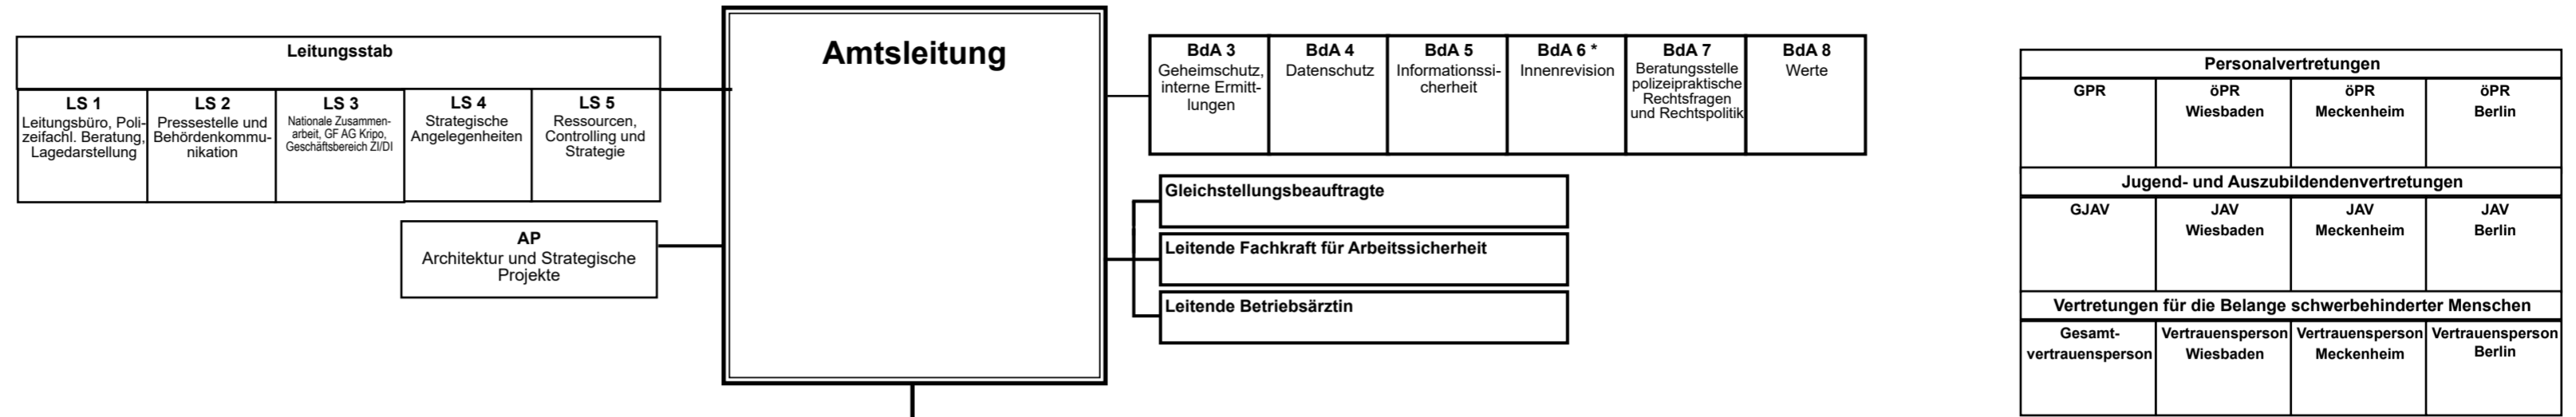 Leitungsstab
LS 1
Leitungsbüro, Poli-
zeifachl. Beratung,
Lagedarstellung
LS 2
Pressestelle und
Behördenkommu-
nikation
LS 3
Nationale Zusammen-
arbeit, GF AG Kripo,
Geschäftsbereich ZI/DI
LS 4
Strategische
Angelegenheiten
LS 5
Ressourcen,
Controlling und
Strategie
AP
Architektur und Strategische
Projekte
Amtsleitung
BdA 3
Geheimschutz,
interne Ermitt-
lungen
BdA 4
Datenschutz
BdA 5
Informationssi-
cherheit
BdA 6 *
Innenrevision
BdA 7
Beratungsstelle
polizeipraktische
Rechtsfragen
und Rechtspolitik
BdA 8
Werte
Gleichstellungsbeauftragte
Leitende Fachkraft für Arbeitssicherheit
Leitende Betriebsärztin
Personalvertretungen
GPR
öPR
Wiesbaden
öPR
Meckenheim
öPR
Berlin
Jugend- und Auszubildendenvertretungen
GJAV
JAV
Wiesbaden
JAV
Meckenheim
JAV
Berlin
Vertretungen für die Belange schwerbehinderter Menschen
Gesamt-
vertrauensperson
Vertrauensperson
Wiesbaden
Vertrauensperson
Meckenheim
Vertrauensperson
Berlin